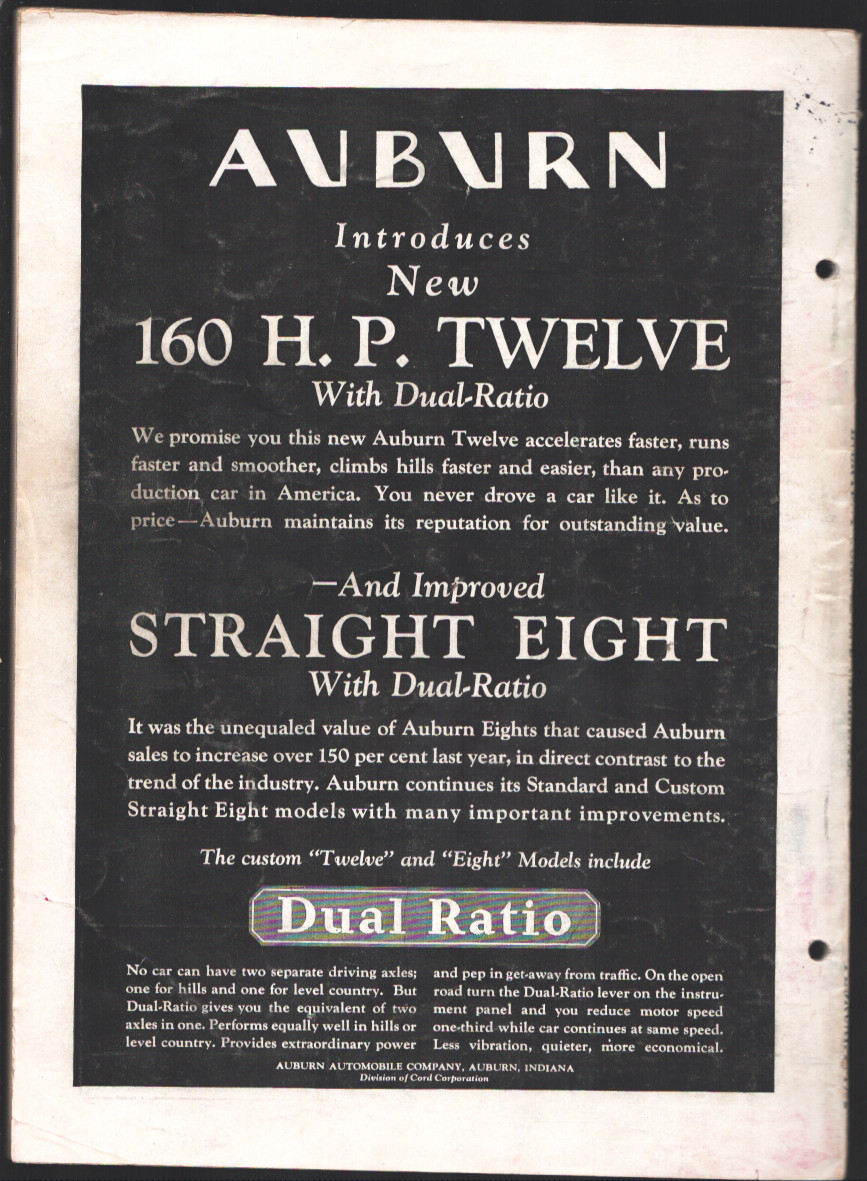 AUBURN
Introduces
New
160 H. P. TWELVE
With Dual-Ratio
We promise you this new Auburn Twelve accelerates faster, runs
faster and smoother, climbs hills faster and easier, than any pro-
duction car in America. You never drove a car like it. As to
price—Auburn maintains its reputation for outstanding value.
—And Improved
STRAIGHT EIGHT
With Dual-Ratio
It was the unequaled value of Auburn Eights that caused Auburn
sales to increase over 150 per cent last year, in direct contrast to the
trend of the industry. Auburn continues its Standard and Custom
Straight Eight models with many important improvements.
The custom “Twelve” and “Eight” Models include
Dual Ratio
No car can have two separate driving axles;
one for hills and one for level country. But
Dual-Ratio gives you the equivalent of two
axles in one. Performs equally well in hills or
level country. Provides extraordinary power
and pep in get-away from traffic. On the open
road turn the Dual-Ratio lever on the instru-
ment panel and you reduce motor speed
one-third while car continues at same speed.
Less vibration, quieter, more economical.
AUBURN AUTOMOBILE COMPANY, AUBURN, INDIANA
Division of Cord Corporation